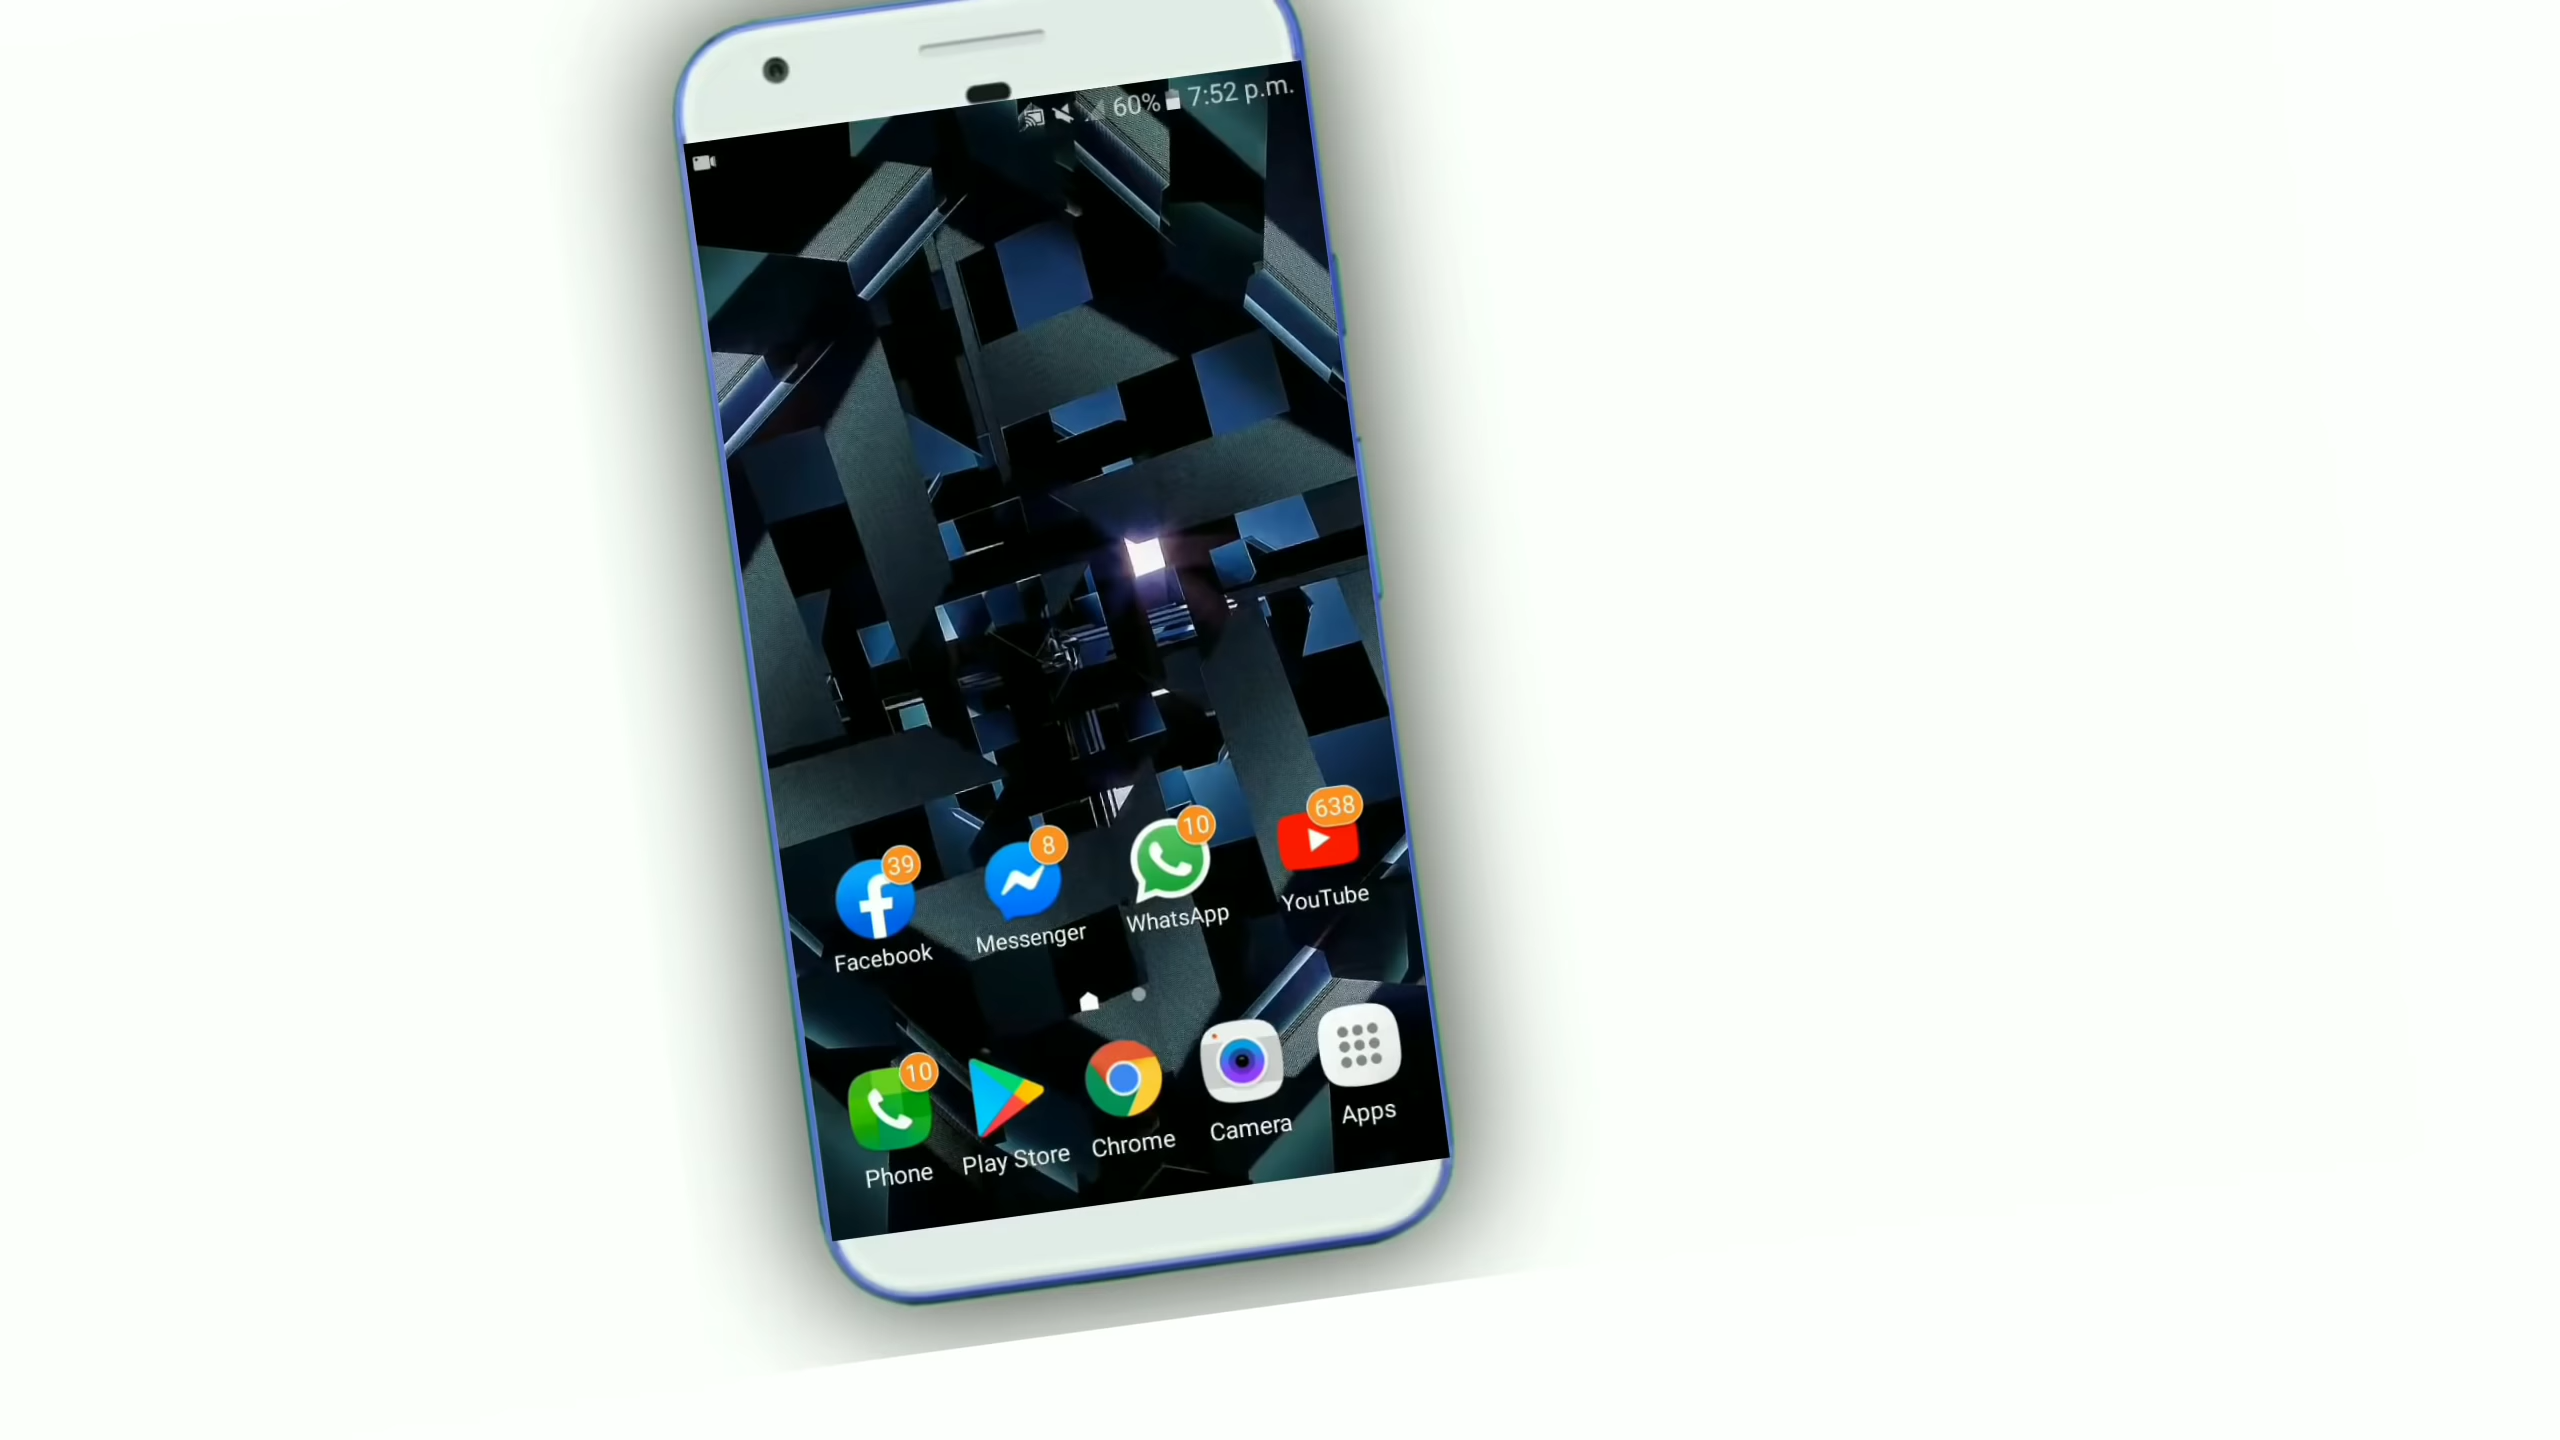 60% 7:52 p.m.
39 8 10 638
Facebook Messenger WhatsApp YouTube
10
Phone Play Store Chrome Camera Apps